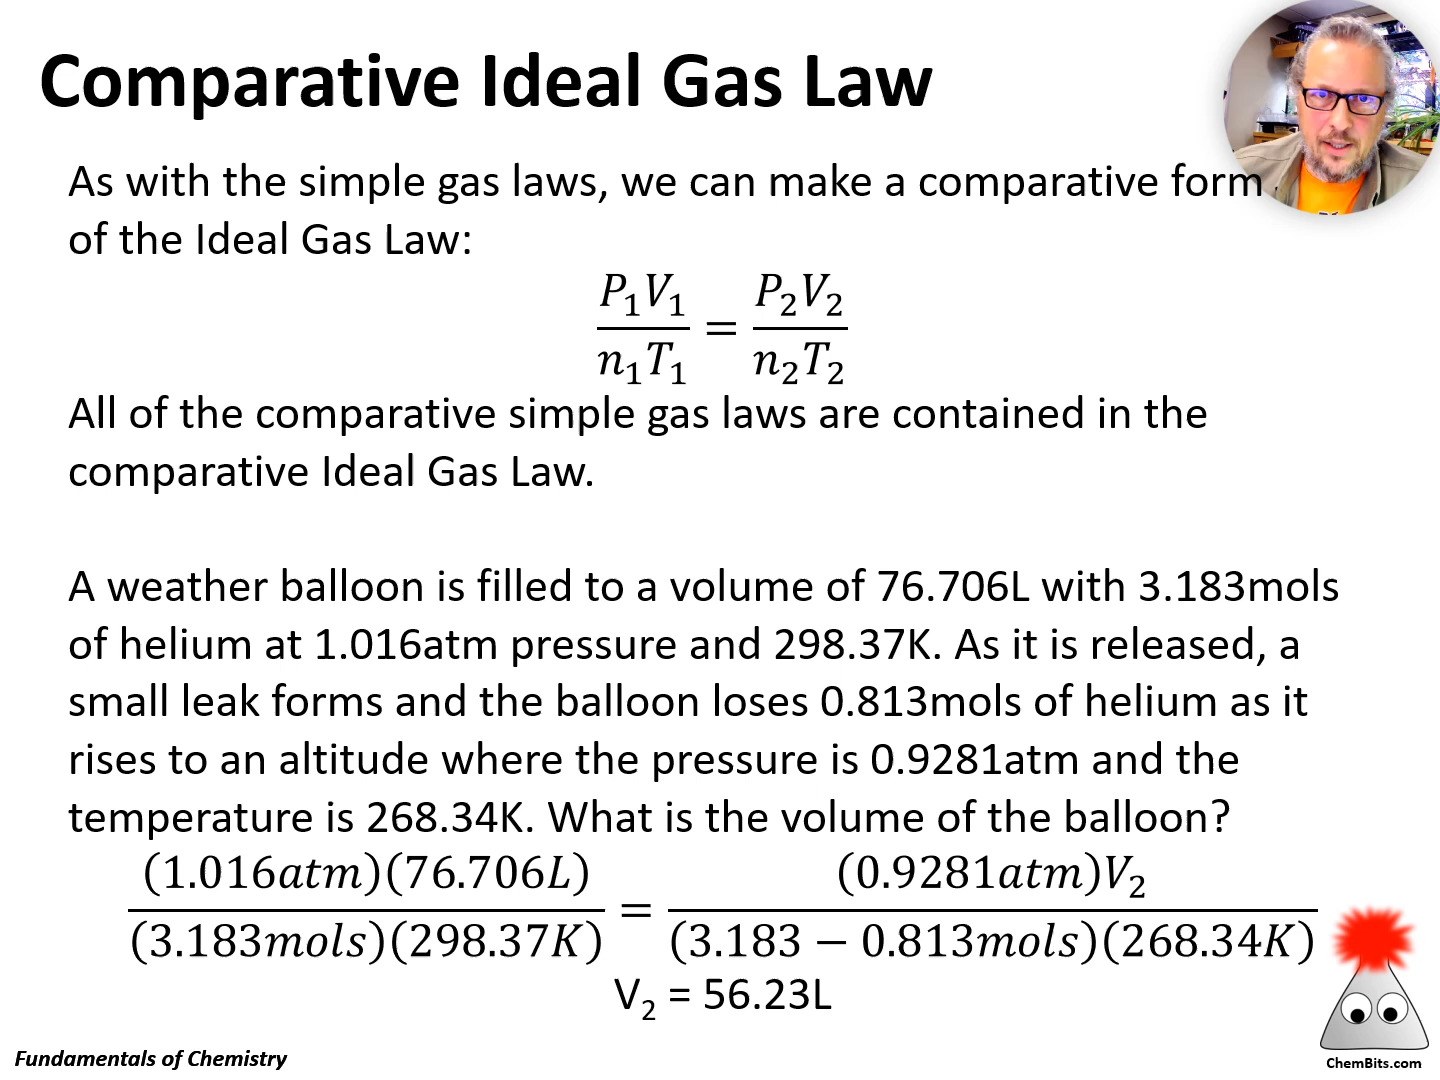 Comparative Ideal Gas Law
As with the simple gas laws, we can make a comparative form
of the Ideal Gas Law:
P₁V₁/n₁T₁ = P₂V₂/n₂T₂
All of the comparative simple gas laws are contained in the
comparative Ideal Gas Law.
A weather balloon is filled to a volume of 76.706L with 3.183mols
of helium at 1.016atm pressure and 298.37K. As it is released, a
small leak forms and the balloon loses 0.813mols of helium as it
rises to an altitude where the pressure is 0.9281atm and the
temperature is 268.34K. What is the volume of the balloon?
(1.016atm)(76.706L)/(3.183mols)(298.37K) = (0.9281atm)V₂/(3.183 − 0.813mols)(268.34K)
V₂ = 56.23L
Fundamentals of Chemistry
ChemBits.com